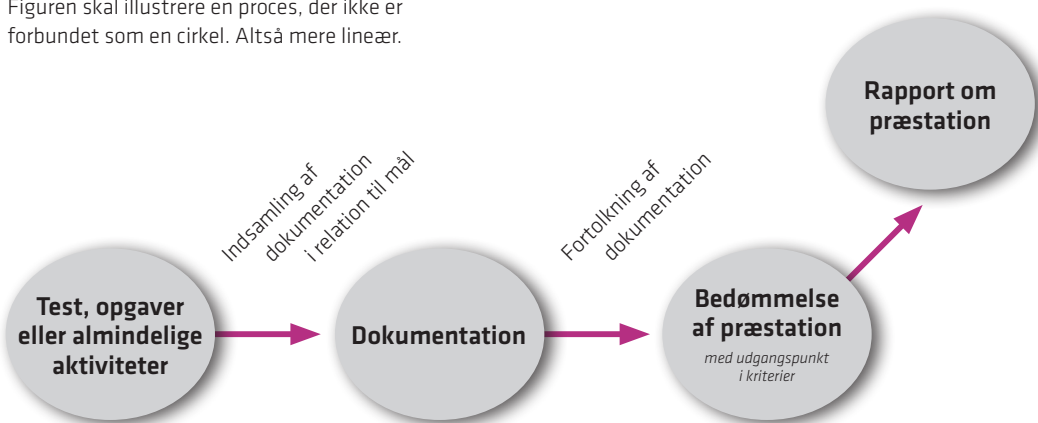 Figuren skal illustrere en proces, der ikke er
forbundet som en cirkel. Altså mere lineær.
Test, opgaver
eller almindelige
aktiviteter
Indsamling af
dokumentation
i relation til mål
Dokumentation
Fortolkning af
dokumentation
Bedømmelse
af præstation
med udgangspunkt
i kriterier
Rapport om
præstation